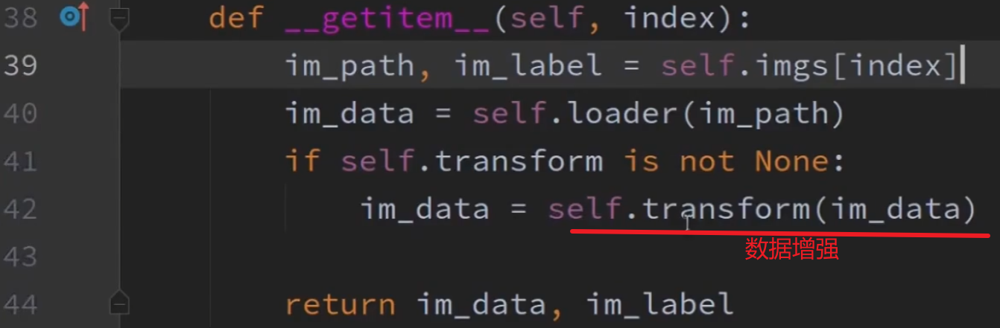 38 def __getitem__(self, index):
39 im_path, im_label = self.imgs[index]
40 im_data = self.loader(im_path)
41 if self.transform is not None:
42 im_data = self.transform(im_data)
数据增强
43
44 return im_data, im_label